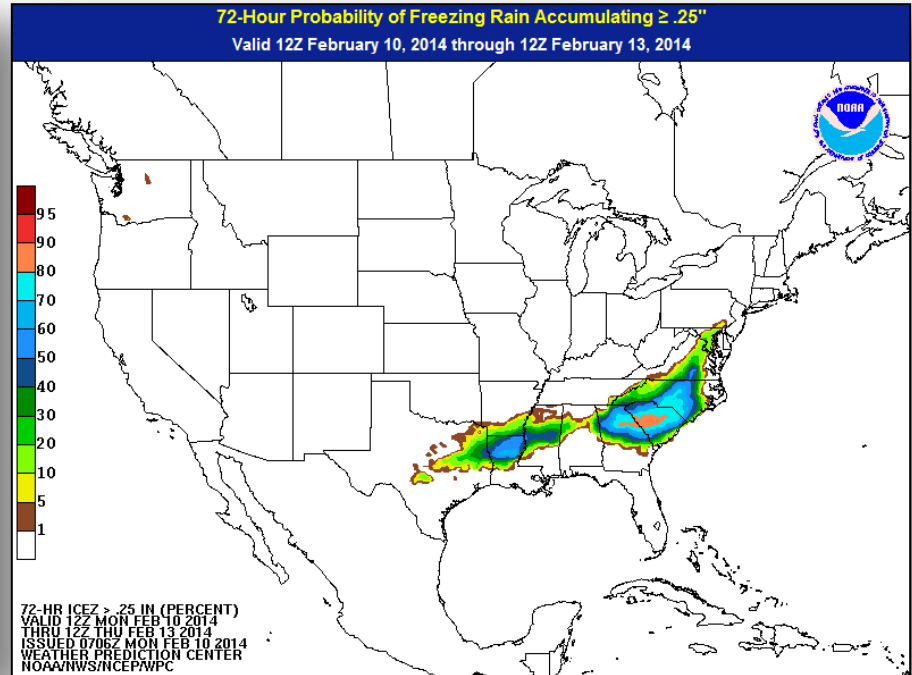 72-Hour Probability of Freezing Rain Accumulating ≥ .25"
Valid 12Z February 10, 2014 through 12Z February 13, 2014
NOAA
95
90
80
70
60
50
40
30
20
10
5
1
72-HR ICEZ > .25 IN (PERCENT)
VALID 12Z MON FEB 10 2014
THRU 12Z THU FEB 13 2014
ISSUED 0706Z MON FEB 10 2014
WEATHER PREDICTION CENTER
NOAA/NWS/NCEP/WPC